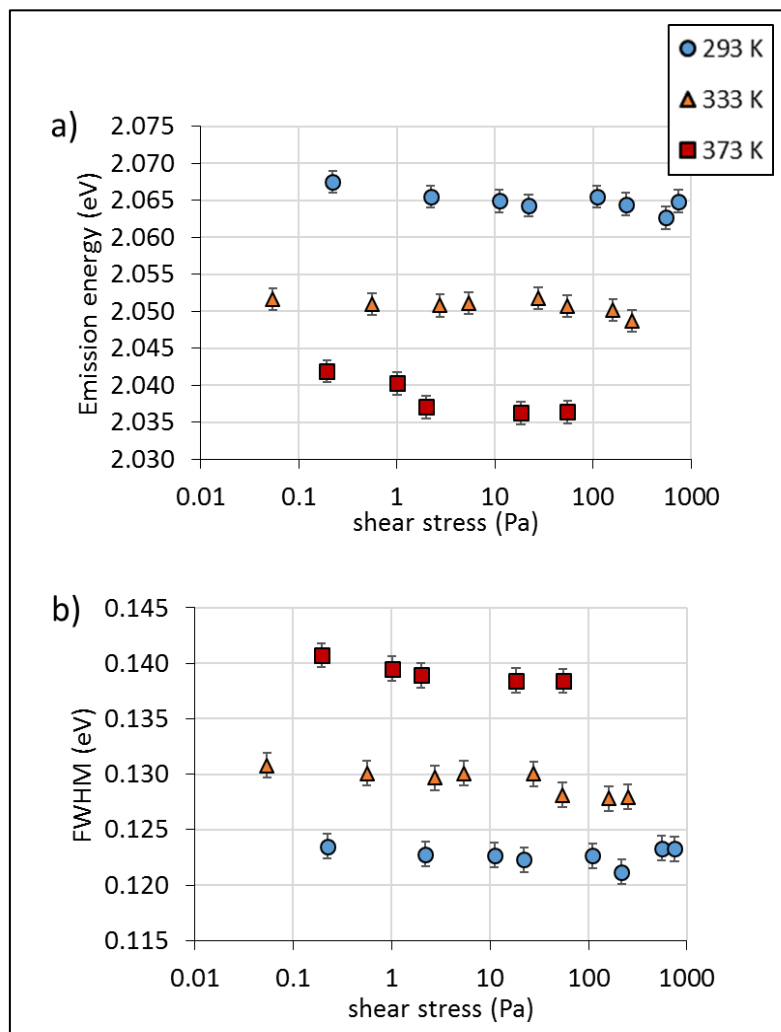 293 K
333 K
373 K
a)
Emission energy (eV)
2.075
2.070
2.065
2.060
2.055
2.050
2.045
2.040
2.035
2.030
0.01 0.1 1 10 100 1000
shear stress (Pa)
b)
FWHM (eV)
0.145
0.140
0.135
0.130
0.125
0.120
0.115
0.01 0.1 1 10 100 1000
shear stress (Pa)